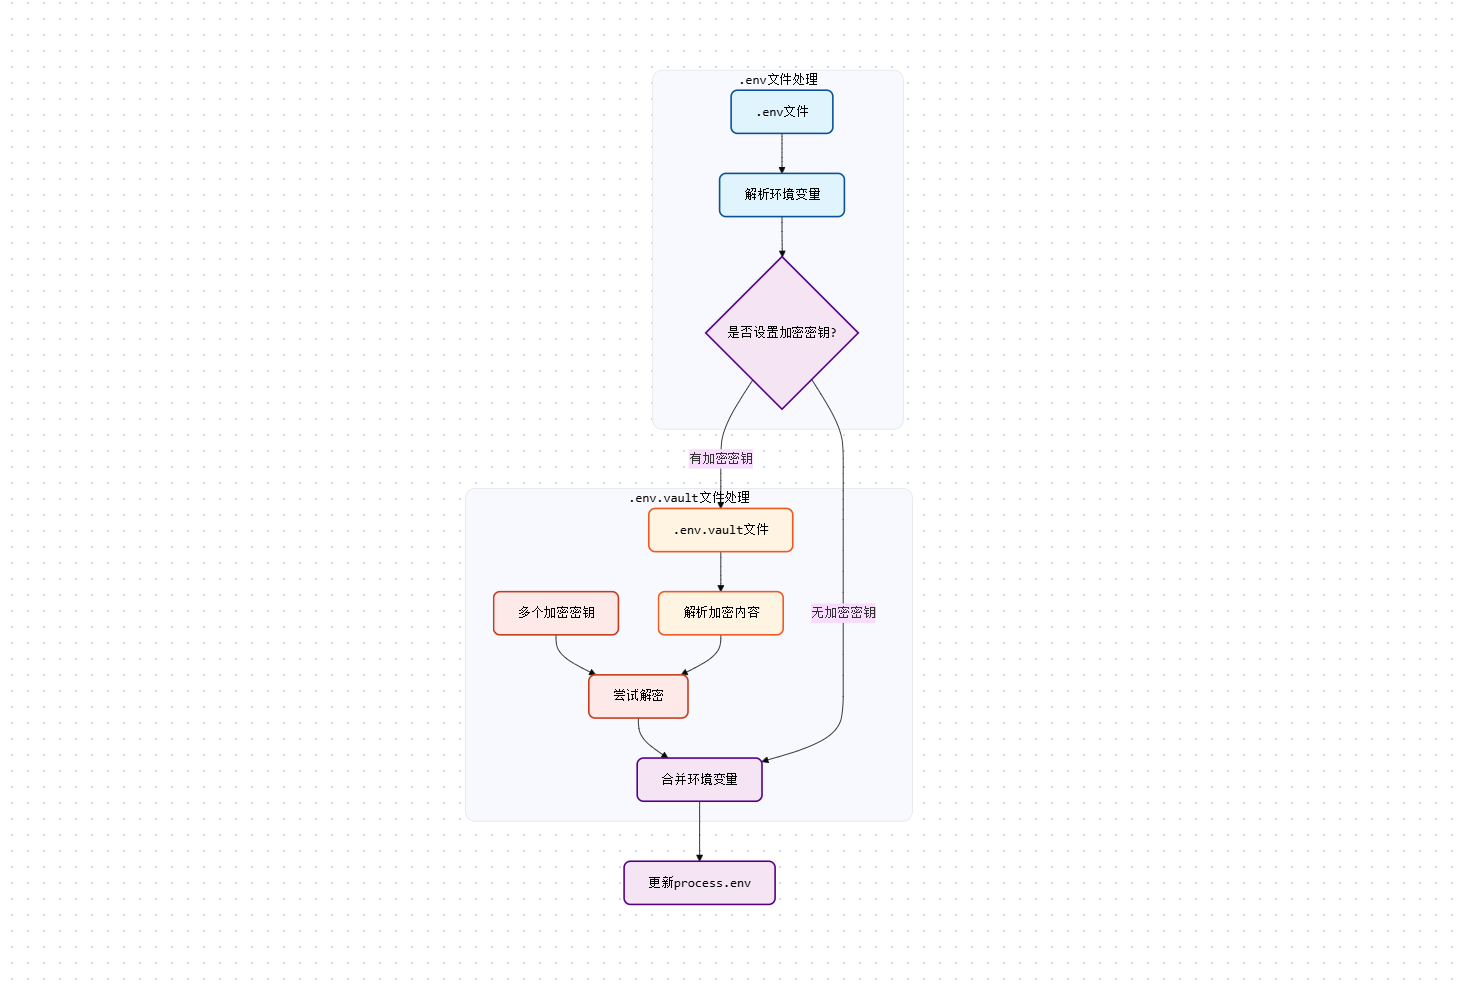 .env文件处理
.env文件
解析环境变量
是否设置加密密钥?
有加密密钥
.env.vault文件处理
.env.vault文件
多个加密密钥
解析加密内容
无加密密钥
尝试解密
合并环境变量
更新process.env